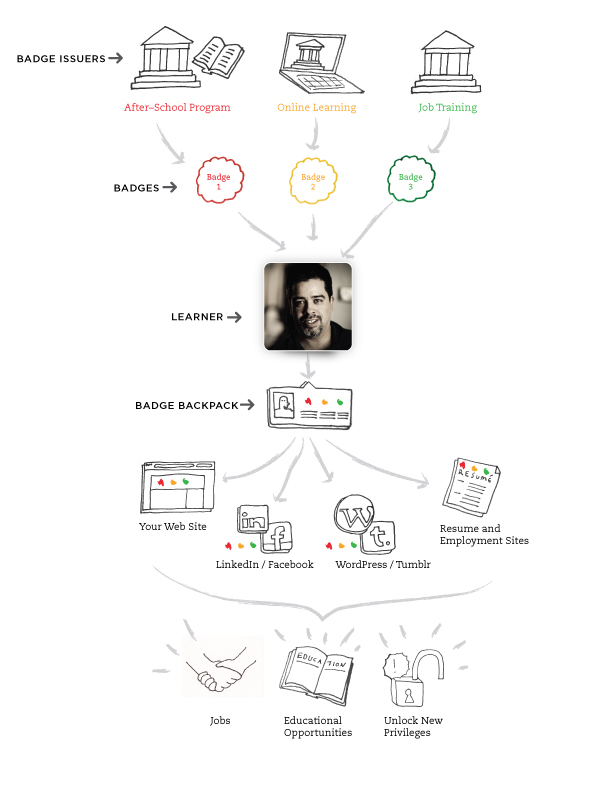 BADGE ISSUERS
After–School Program
Online Learning
Job Training
BADGES
Badge
1
Badge
2
Badge
3
LEARNER
BADGE BACKPACK
RESUMÉ
Your Web Site
in
f
W
t.
Resume and
Employment Sites
LinkedIn / Facebook
WordPress / Tumblr
EDUCATION
1
Jobs
Educational
Opportunities
Unlock New
Privileges